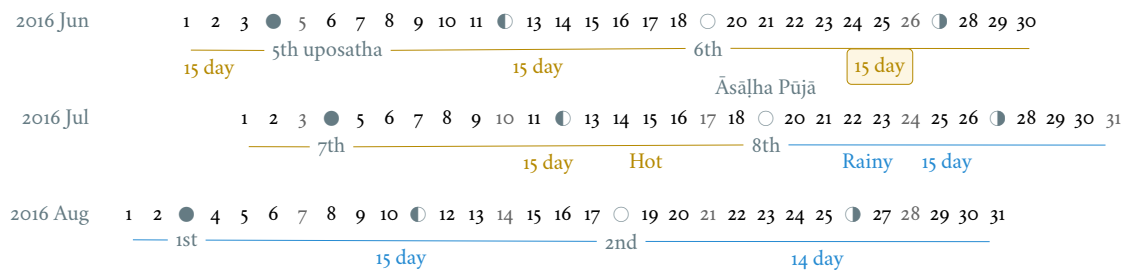 2016 Jun 1 2 3 5 6 7 8 9 10 11 13 14 15 16 17 18 20 21 22 23 24 25 26 28 29 30
5th uposatha 6th
15 day 15 day 15 day
Āsāḷha Pūjā
2016 Jul 1 2 3 5 6 7 8 9 10 11 13 14 15 16 17 18 20 21 22 23 24 25 26 28 29 30 31
7th 8th
15 day Hot Rainy 15 day
2016 Aug 1 2 4 5 6 7 8 9 10 12 13 14 15 16 17 19 20 21 22 23 24 25 27 28 29 30 31
1st 2nd
15 day 14 day